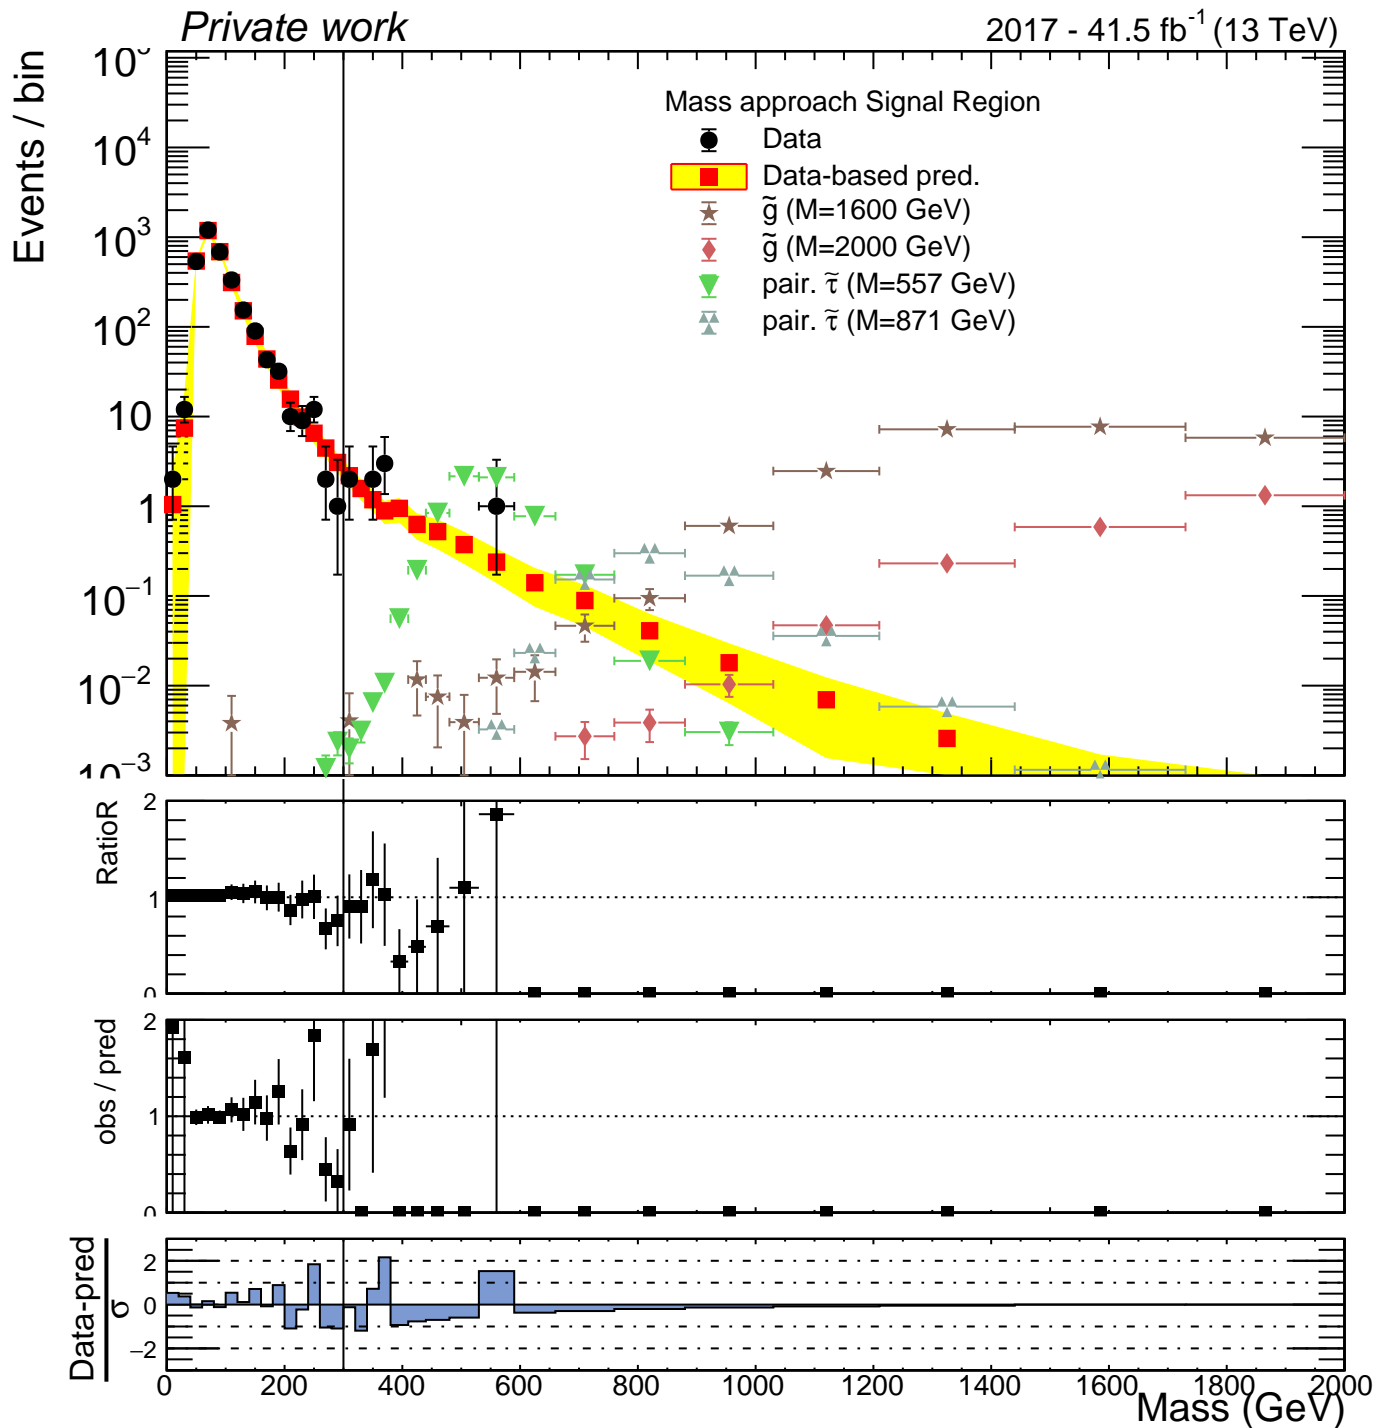 Private work
2017 - 41.5 fb⁻¹ (13 TeV)
Events / bin
10⁵
10⁴
10³
10²
10
1
10⁻¹
10⁻²
10⁻³
Mass approach Signal Region
Data
Data-based pred.
g̃ (M=1600 GeV)
g̃ (M=2000 GeV)
pair. τ̃ (M=557 GeV)
pair. τ̃ (M=871 GeV)
RatioR
2
1
0
obs / pred
2
1
0
Data-pred
σ
2
0
−2
0 200 400 600 800 1000 1200 1400 1600 1800 2000
Mass (GeV)